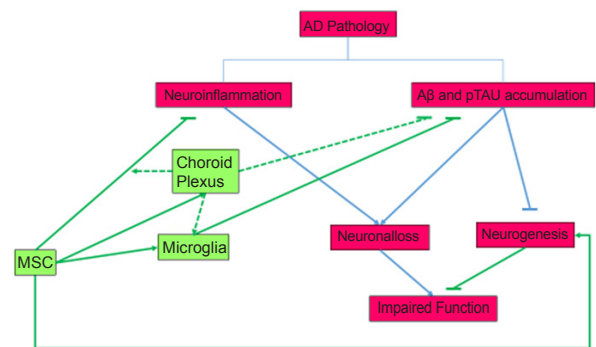 AD Pathology
Neuroinflammation
Aβ and pTAU accumulation
Choroid
Plexus
Neuronalloss
Neurogenesis
Microglia
MSC
Impaired Function